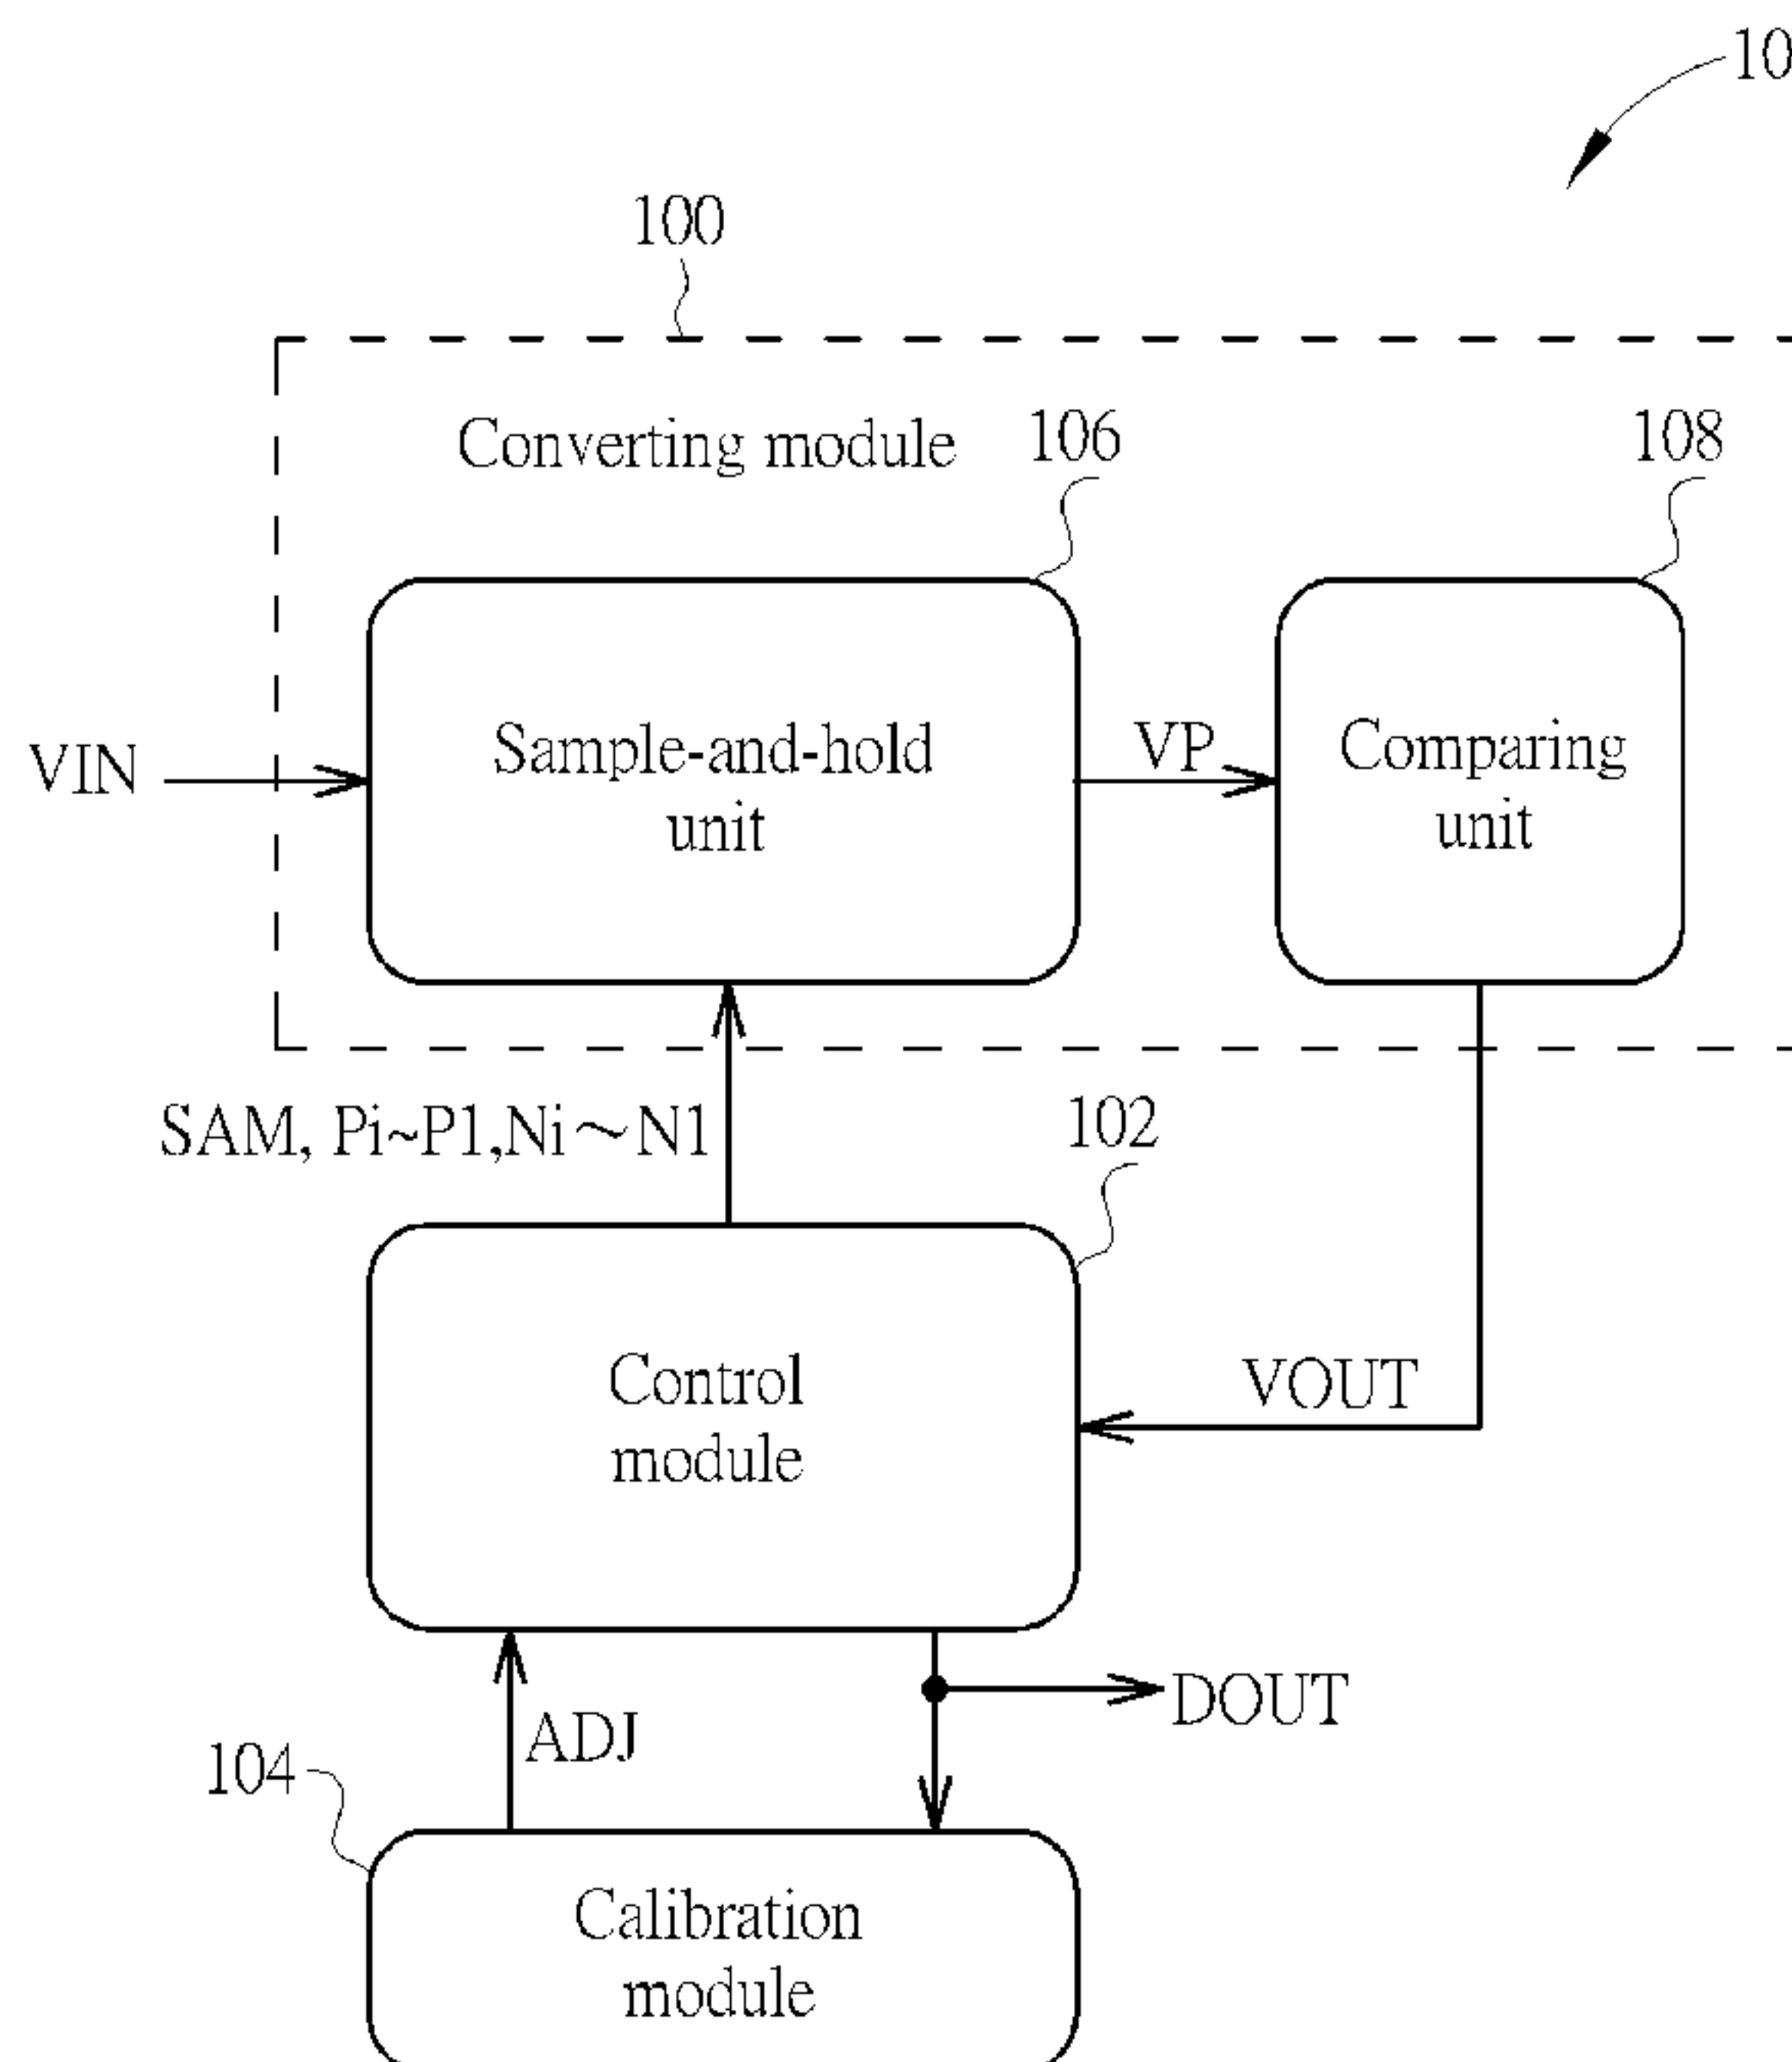 10
100
Converting module
106
108
VIN
Sample-and-hold
unit
VP
Comparing
unit
SAM, Pi~P1,Ni～N1
102
Control
module
VOUT
ADJ
DOUT
104
Calibration
module